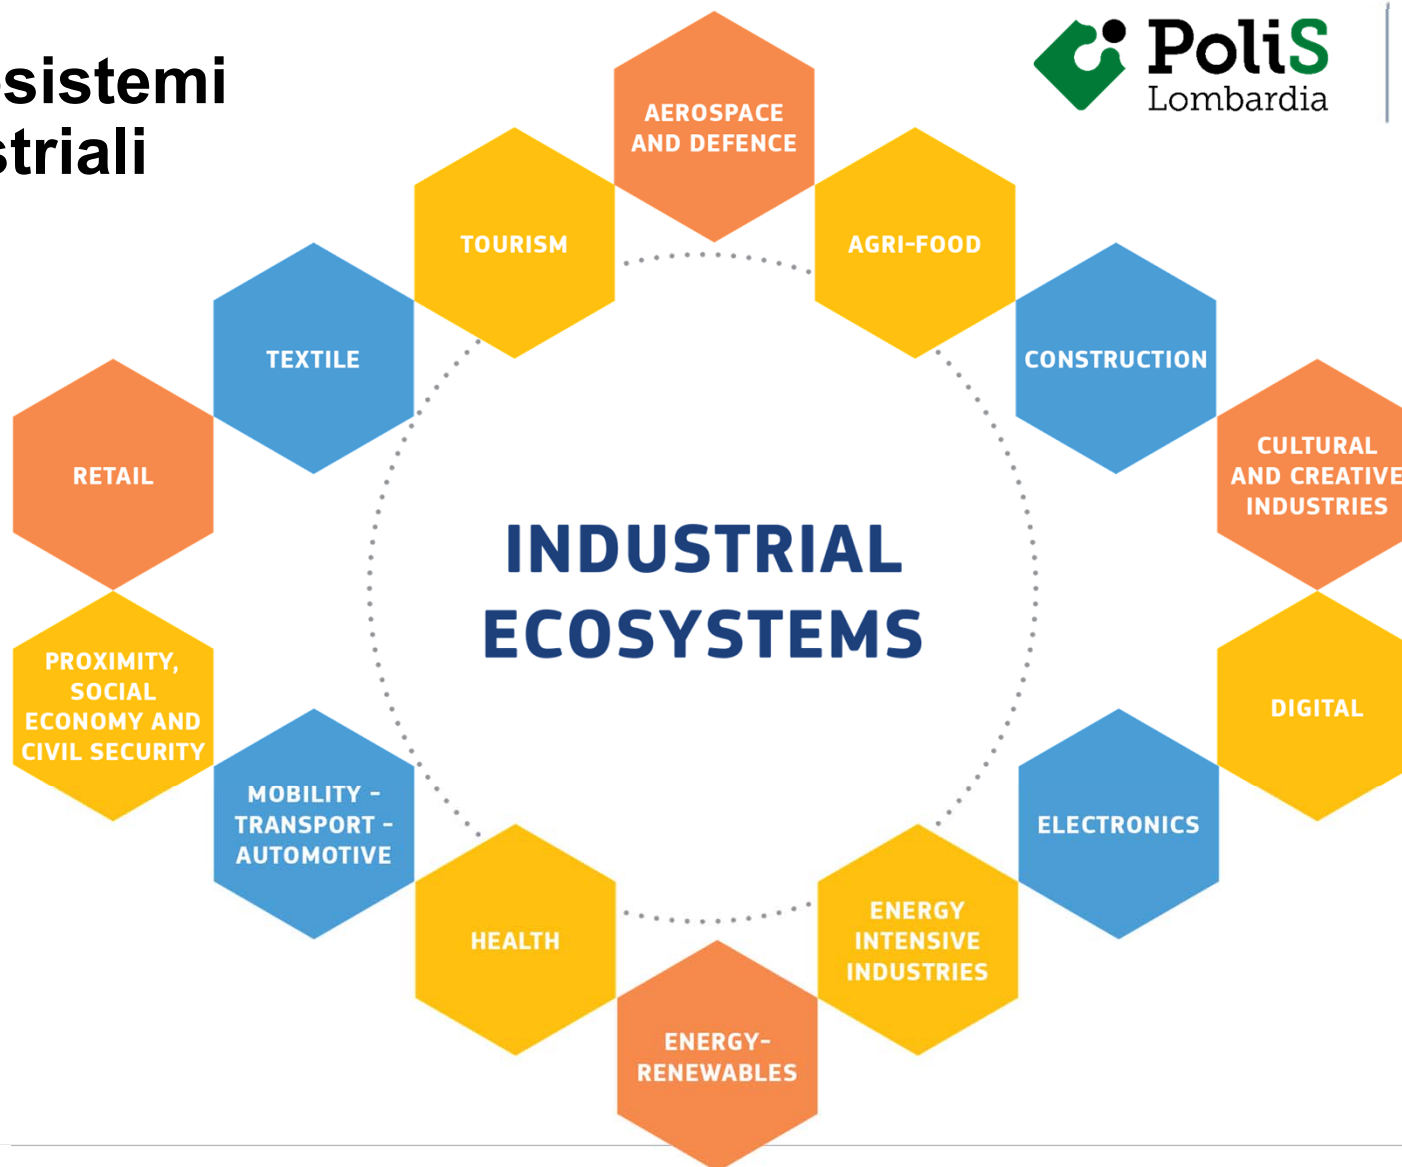 osistemi
striali
PoliS
Lombardia
AEROSPACE
AND DEFENCE
TOURISM
AGRI-FOOD
TEXTILE
CONSTRUCTION
RETAIL
CULTURAL
AND CREATIVE
INDUSTRIES
INDUSTRIAL
ECOSYSTEMS
PROXIMITY,
SOCIAL
ECONOMY AND
CIVIL SECURITY
DIGITAL
MOBILITY -
TRANSPORT -
AUTOMOTIVE
ELECTRONICS
HEALTH
ENERGY
INTENSIVE
INDUSTRIES
ENERGY-
RENEWABLES